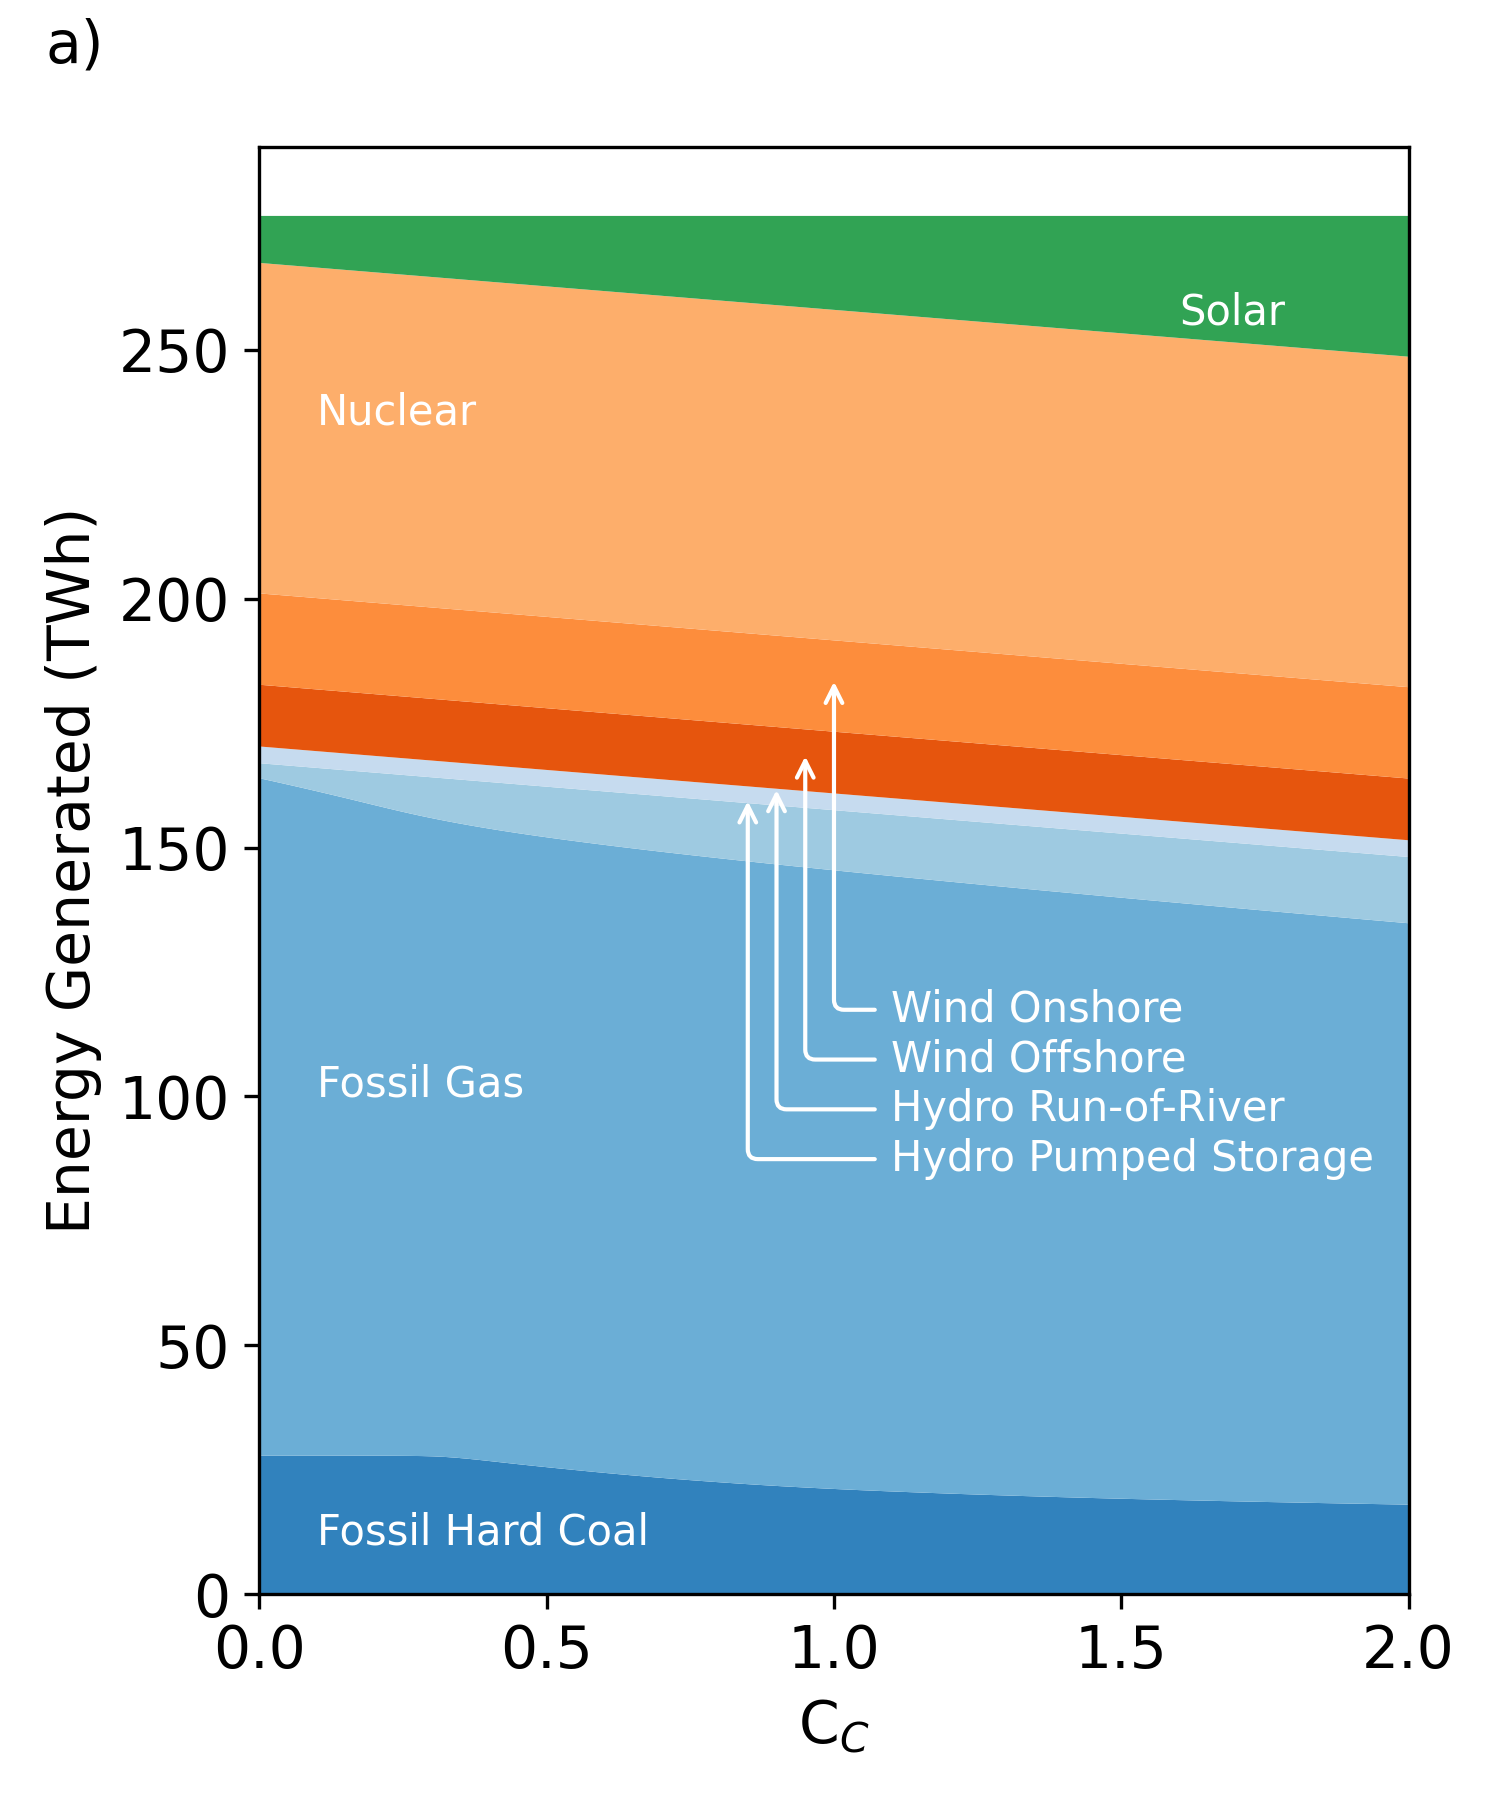 a)
Solar
Nuclear
Wind Onshore
Wind Offshore
Fossil Gas
Hydro Run-of-River
Hydro Pumped Storage
Fossil Hard Coal
Energy Generated (TWh)
250
200
150
100
50
0
0.0 0.5 1.0 1.5 2.0
C_C